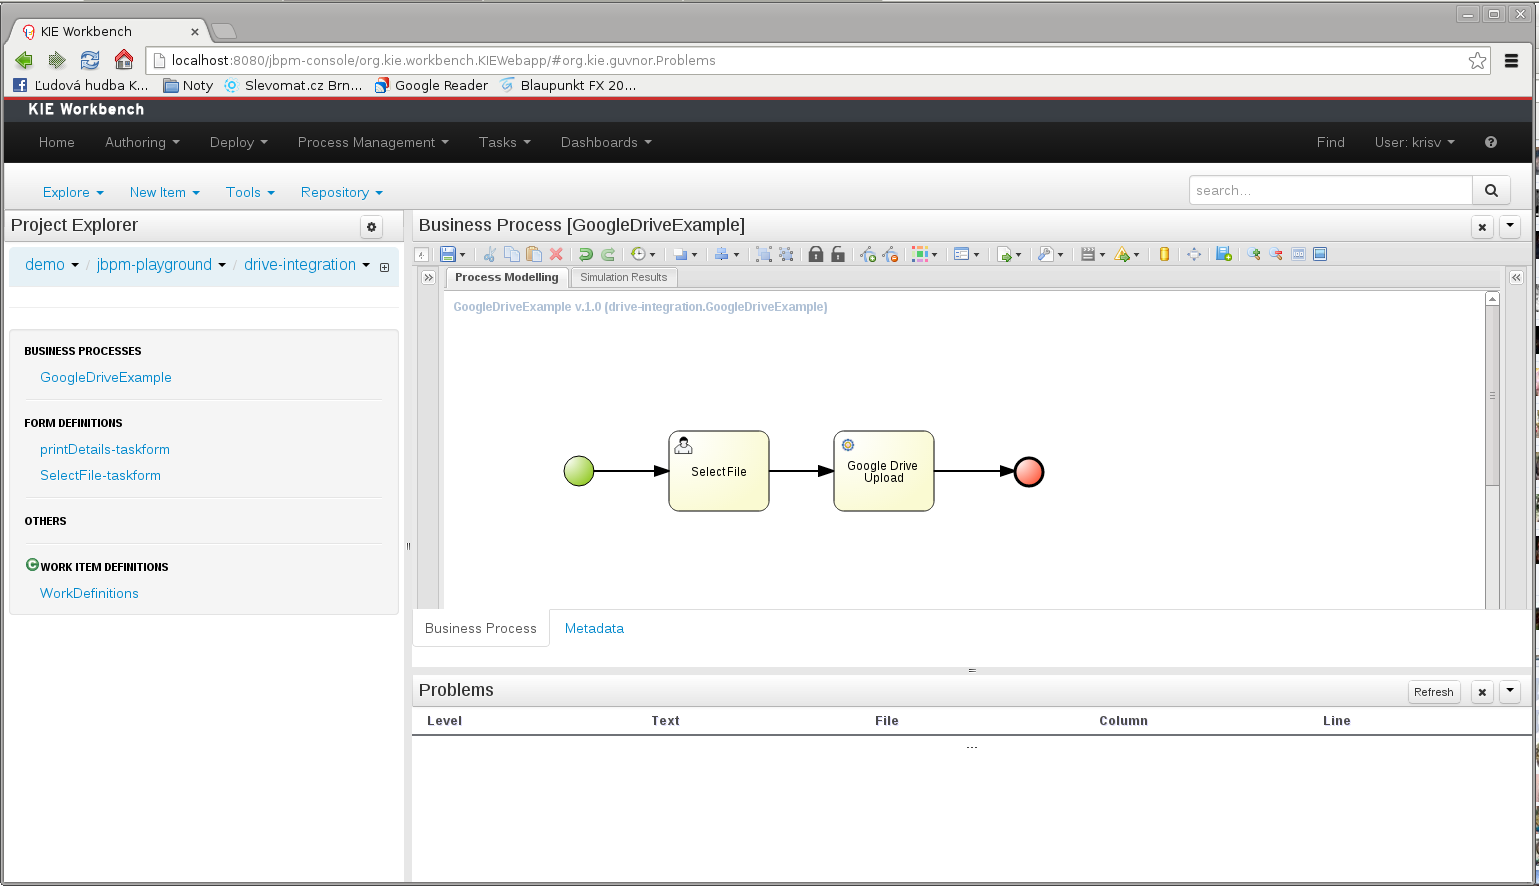 KIE Workbench
localhost:8080/jbpm-console/org.kie.workbench.KIEWebapp/#org.kie.guvnor.Problems
Ľudová hudba K... Noty Slevomat.cz Brn... Google Reader Blaupunkt FX 20...
KIE Workbench
Home Authoring Deploy Process Management Tasks Dashboards Find User: krisv
Explore New Item Tools Repository search...
Project Explorer
demo / jbpm-playground / drive-integration
BUSINESS PROCESSES
GoogleDriveExample
FORM DEFINITIONS
printDetails-taskform
SelectFile-taskform
OTHERS
WORK ITEM DEFINITIONS
WorkDefinitions
Business Process [GoogleDriveExample]
Process Modelling Simulation Results
GoogleDriveExample v.1.0 (drive-integration.GoogleDriveExample)
SelectFile
Google Drive
Upload
Business Process Metadata
Problems Refresh
Level Text File Column Line
...